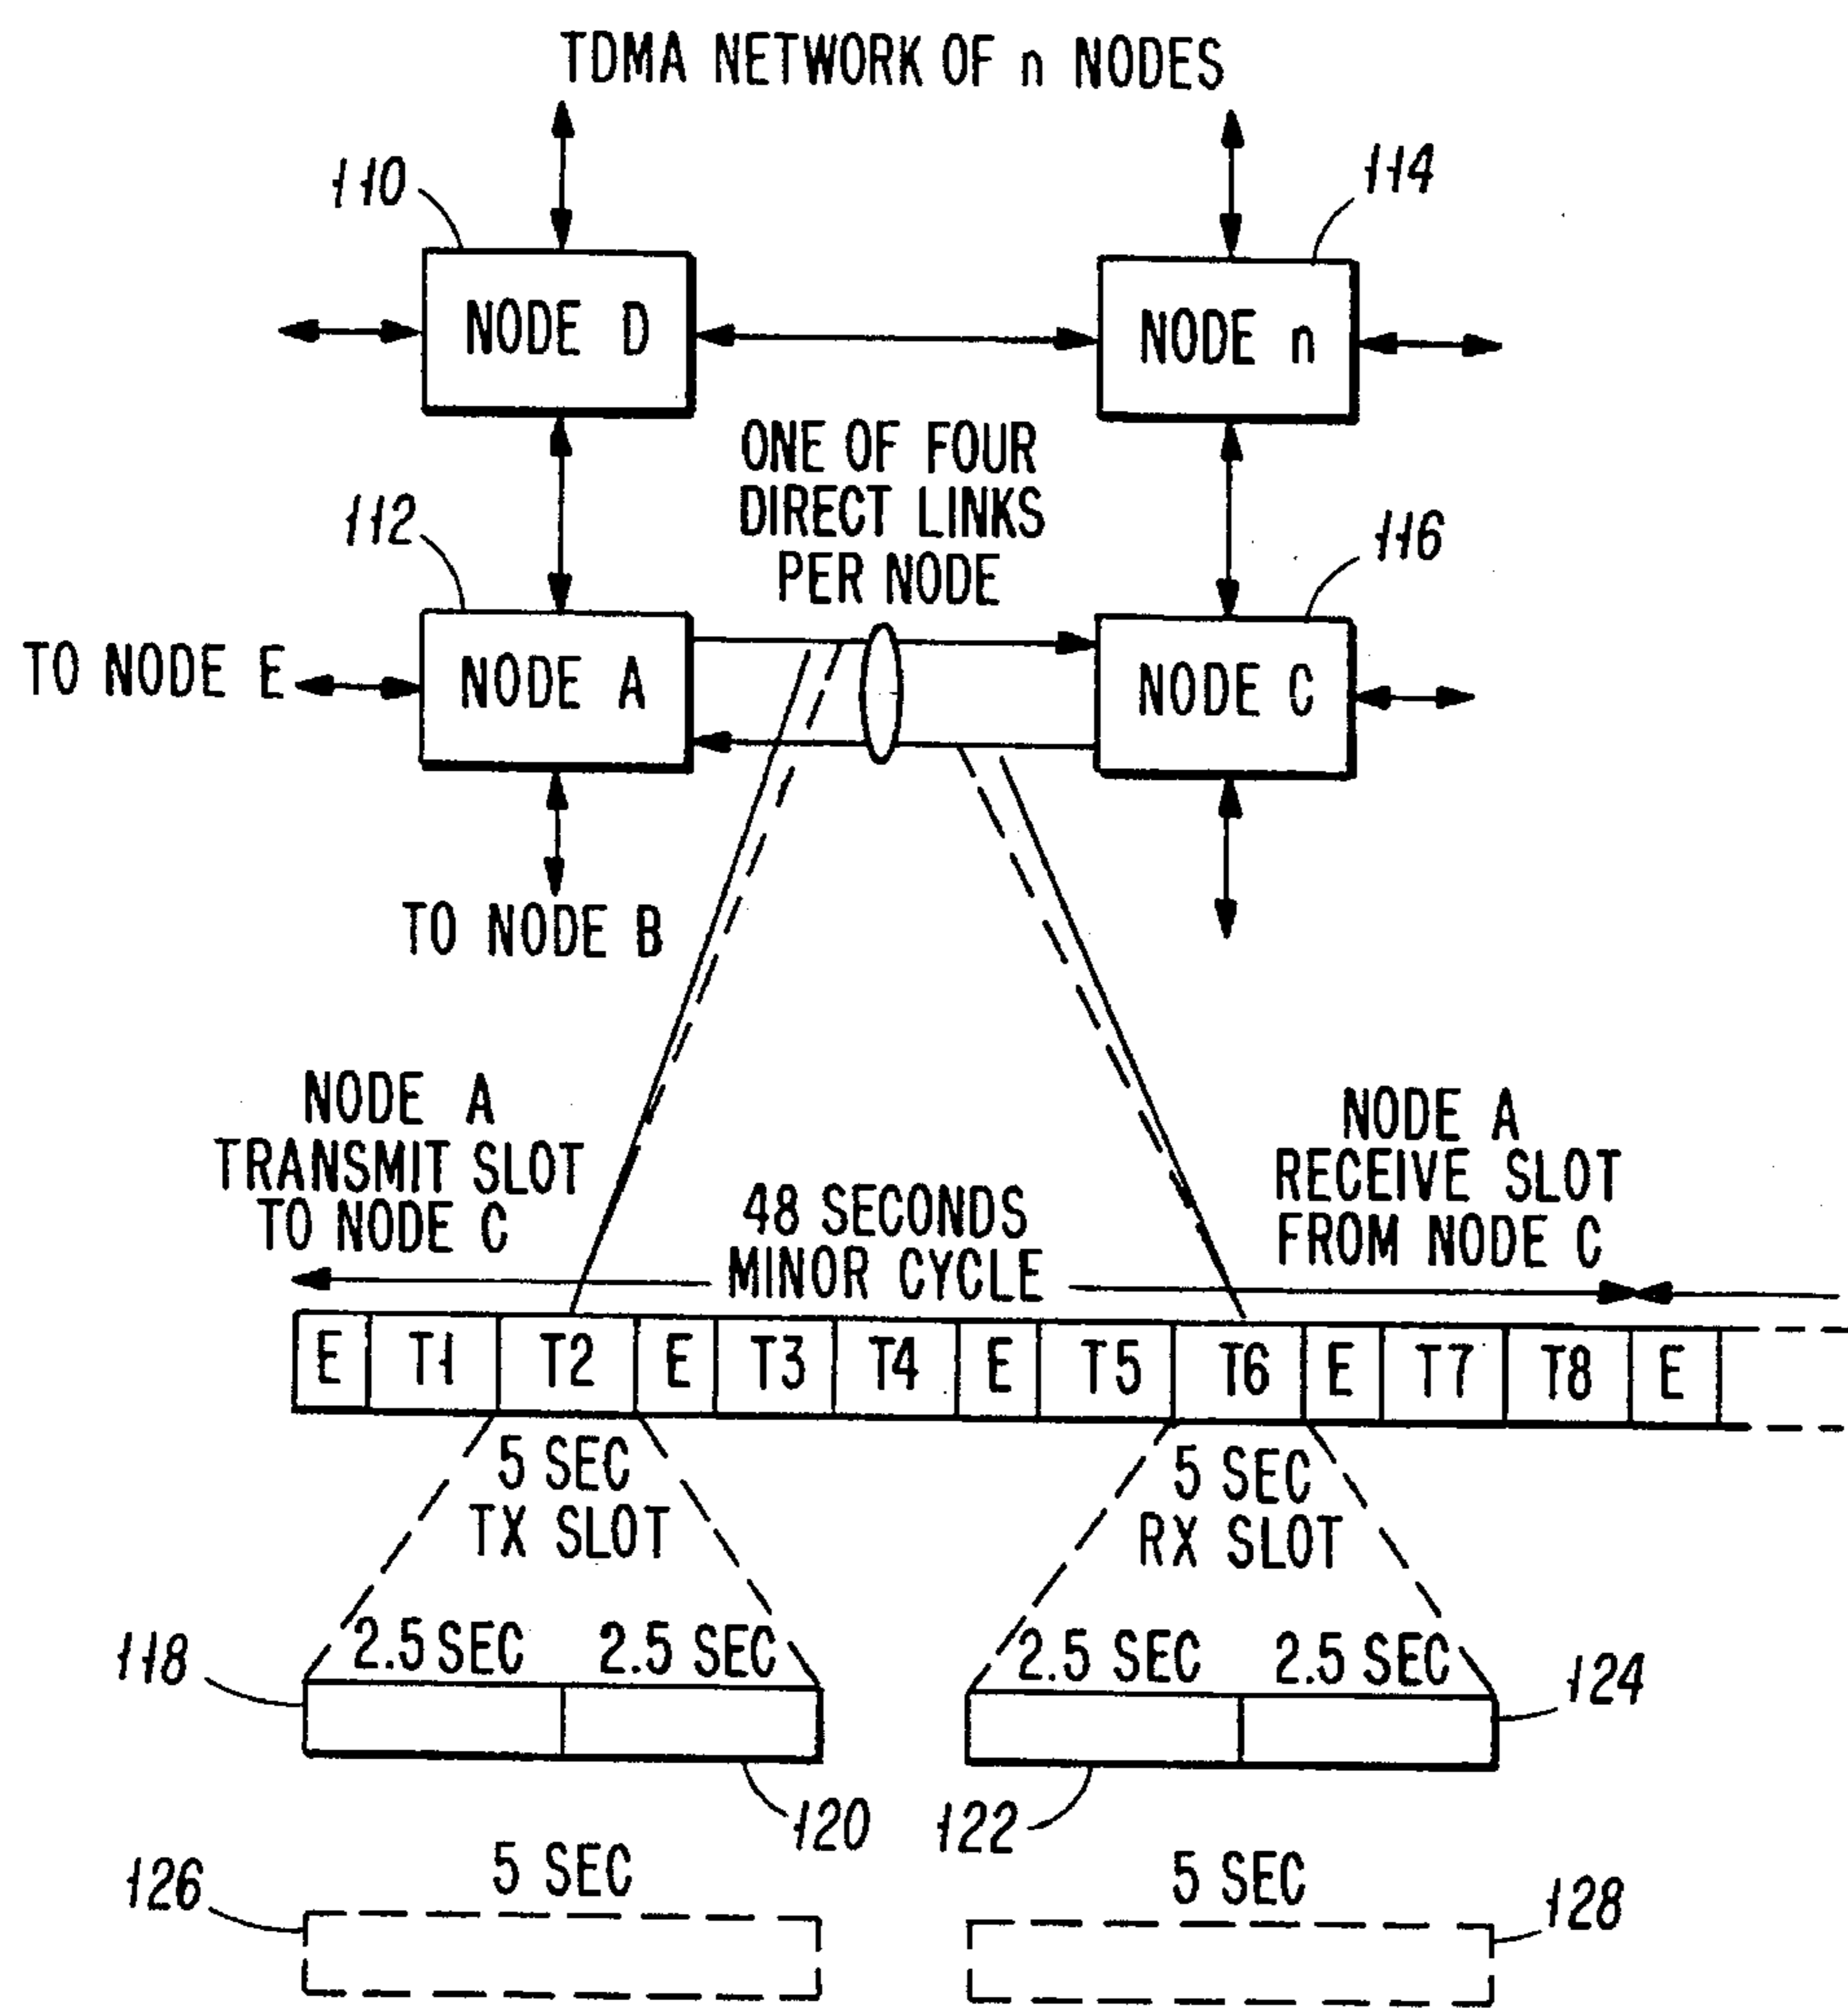 TDMA NETWORK OF n NODES
110
114
NODE D
NODE n
ONE OF FOUR
DIRECT LINKS
PER NODE
112
116
TO NODE E
NODE A
NODE C
TO NODE B
NODE A
TRANSMIT SLOT
TO NODE C
48 SECONDS
MINOR CYCLE
NODE A
RECEIVE SLOT
FROM NODE C
E T1 T2 E T3 T4 E T5 T6 E T7 T8 E
5 SEC
TX SLOT
5 SEC
RX SLOT
118
2.5 SEC 2.5 SEC
2.5 SEC 2.5 SEC
124
120
122
126
5 SEC
5 SEC
128